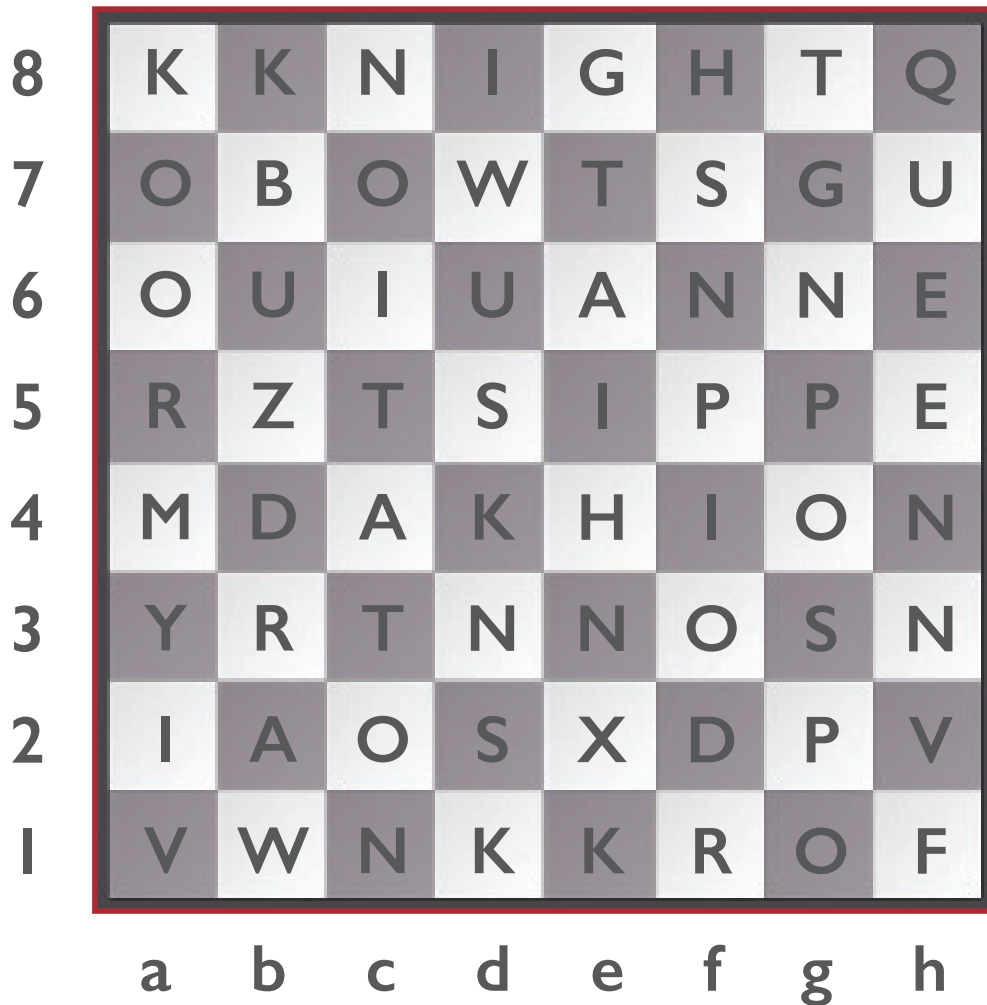 8 K K N I G H T Q
7 O B O W T S G U
6 O U I U A N N E
5 R Z T S I P P E
4 M D A K H I O N
3 Y R T N N O S N
2 I A O S X D P V
1 V W N K K R O F
a b c d e f g h